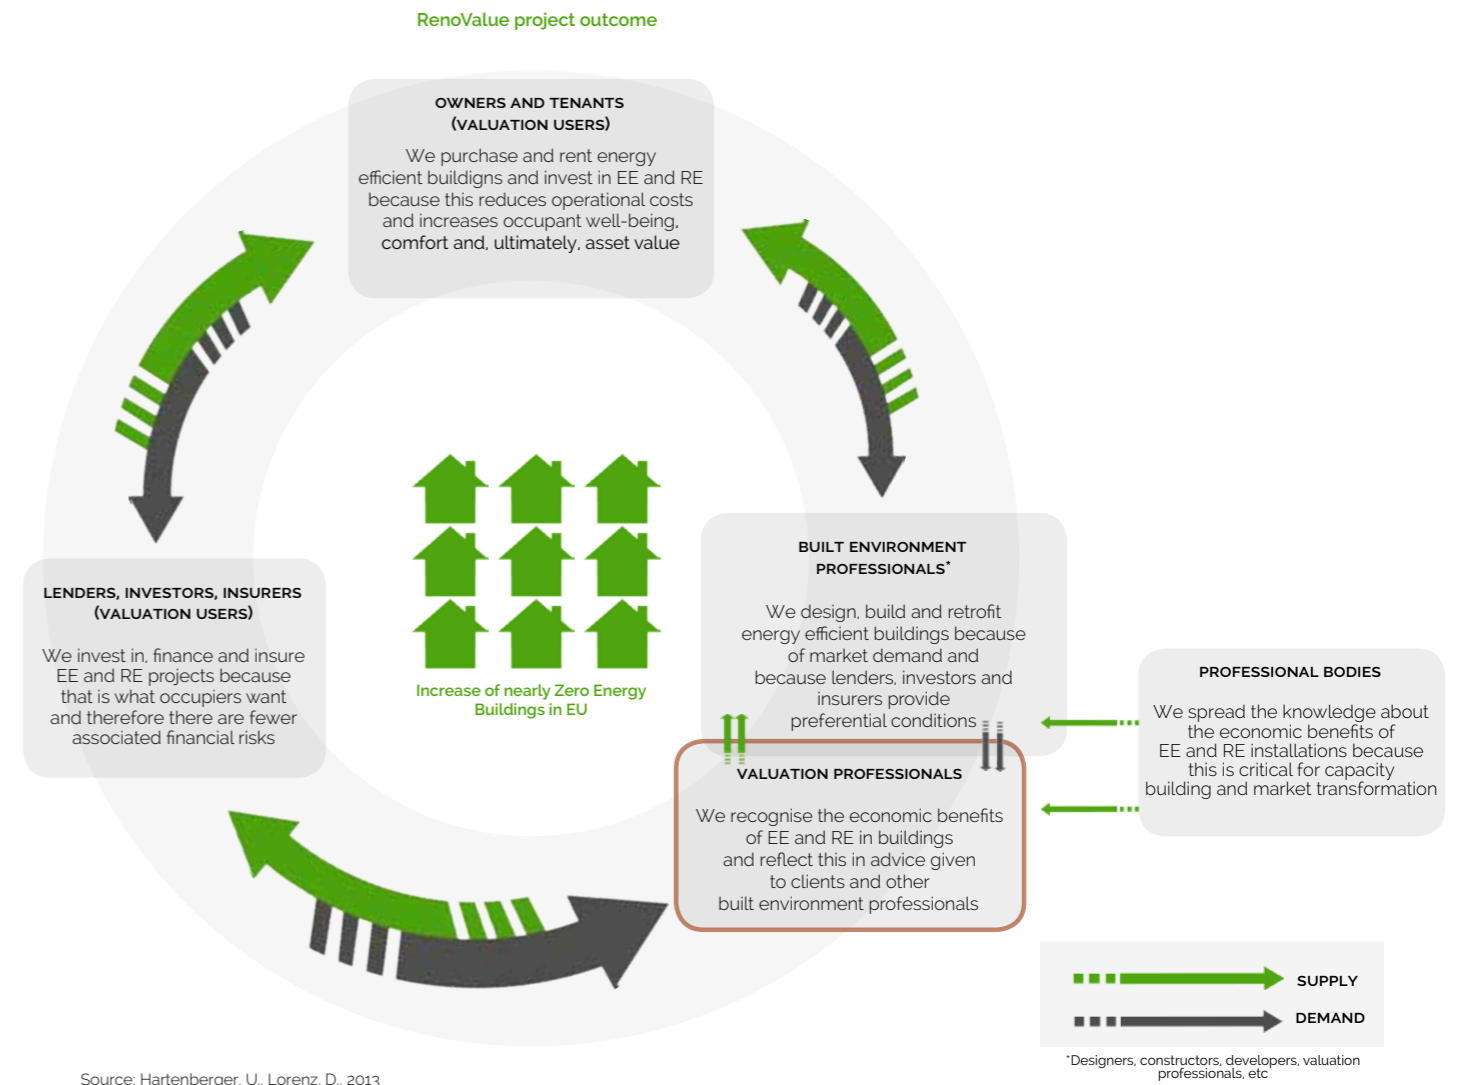 RenoValue project outcome
OWNERS AND TENANTS
(VALUATION USERS)
We purchase and rent energy
efficient buildigns and invest in EE and RE
because this reduces operational costs
and increases occupant well-being,
comfort and, ultimately, asset value
LENDERS, INVESTORS, INSURERS
(VALUATION USERS)
We invest in, finance and insure
EE and RE projects because
that is what occupiers want
and therefore there are fewer
associated financial risks
Increase of nearly Zero Energy
Buildings in EU
BUILT ENVIRONMENT
PROFESSIONALS*
We design, build and retrofit
energy efficient buildings because
of market demand and
because lenders, investors and
insurers provide
preferential conditions
VALUATION PROFESSIONALS
We recognise the economic benefits
of EE and RE in buildings
and reflect this in advice given
to clients and other
built environment professionals
PROFESSIONAL BODIES
We spread the knowledge about
the economic benefits of
EE and RE installations because
this is critical for capacity
building and market transformation
SUPPLY
DEMAND
*Designers, constructors, developers, valuation
professionals, etc
Source: Hartenberger, U., Lorenz, D., 2013